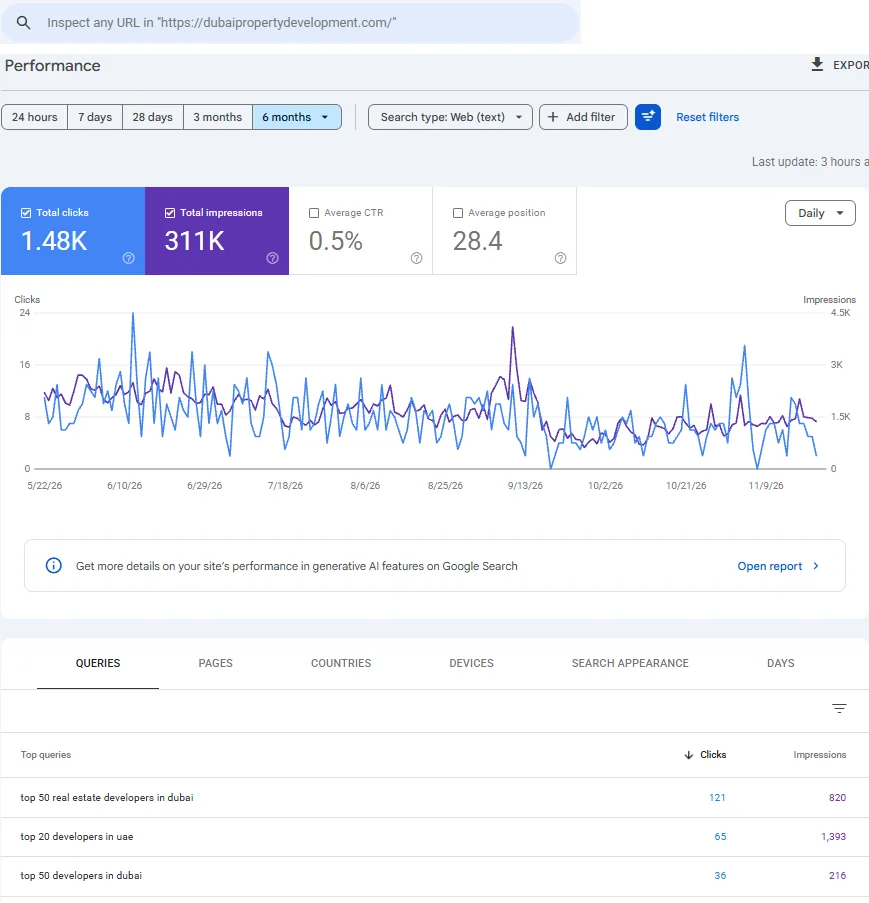 Inspect any URL in "https://dubaipropertydevelopment.com/"
Performance
EXPOR
24 hours 7 days 28 days 3 months 6 months Search type: Web (text) Add filter Reset filters
Last update: 3 hours a
Total clicks Total impressions Average CTR Average position
1.48K 311K 0.5% 28.4
Daily
Clicks Impressions
24 4.5K
16 3K
8 1.5K
0 0
5/22/26 6/10/26 6/29/26 7/18/26 8/6/26 8/25/26 9/13/26 10/2/26 10/21/26 11/9/26
Get more details on your site's performance in generative AI features on Google Search Open report
QUERIES PAGES COUNTRIES DEVICES SEARCH APPEARANCE DAYS
Top queries Clicks Impressions
top 50 real estate developers in dubai 121 820
top 20 developers in uae 65 1,393
top 50 developers in dubai 36 216